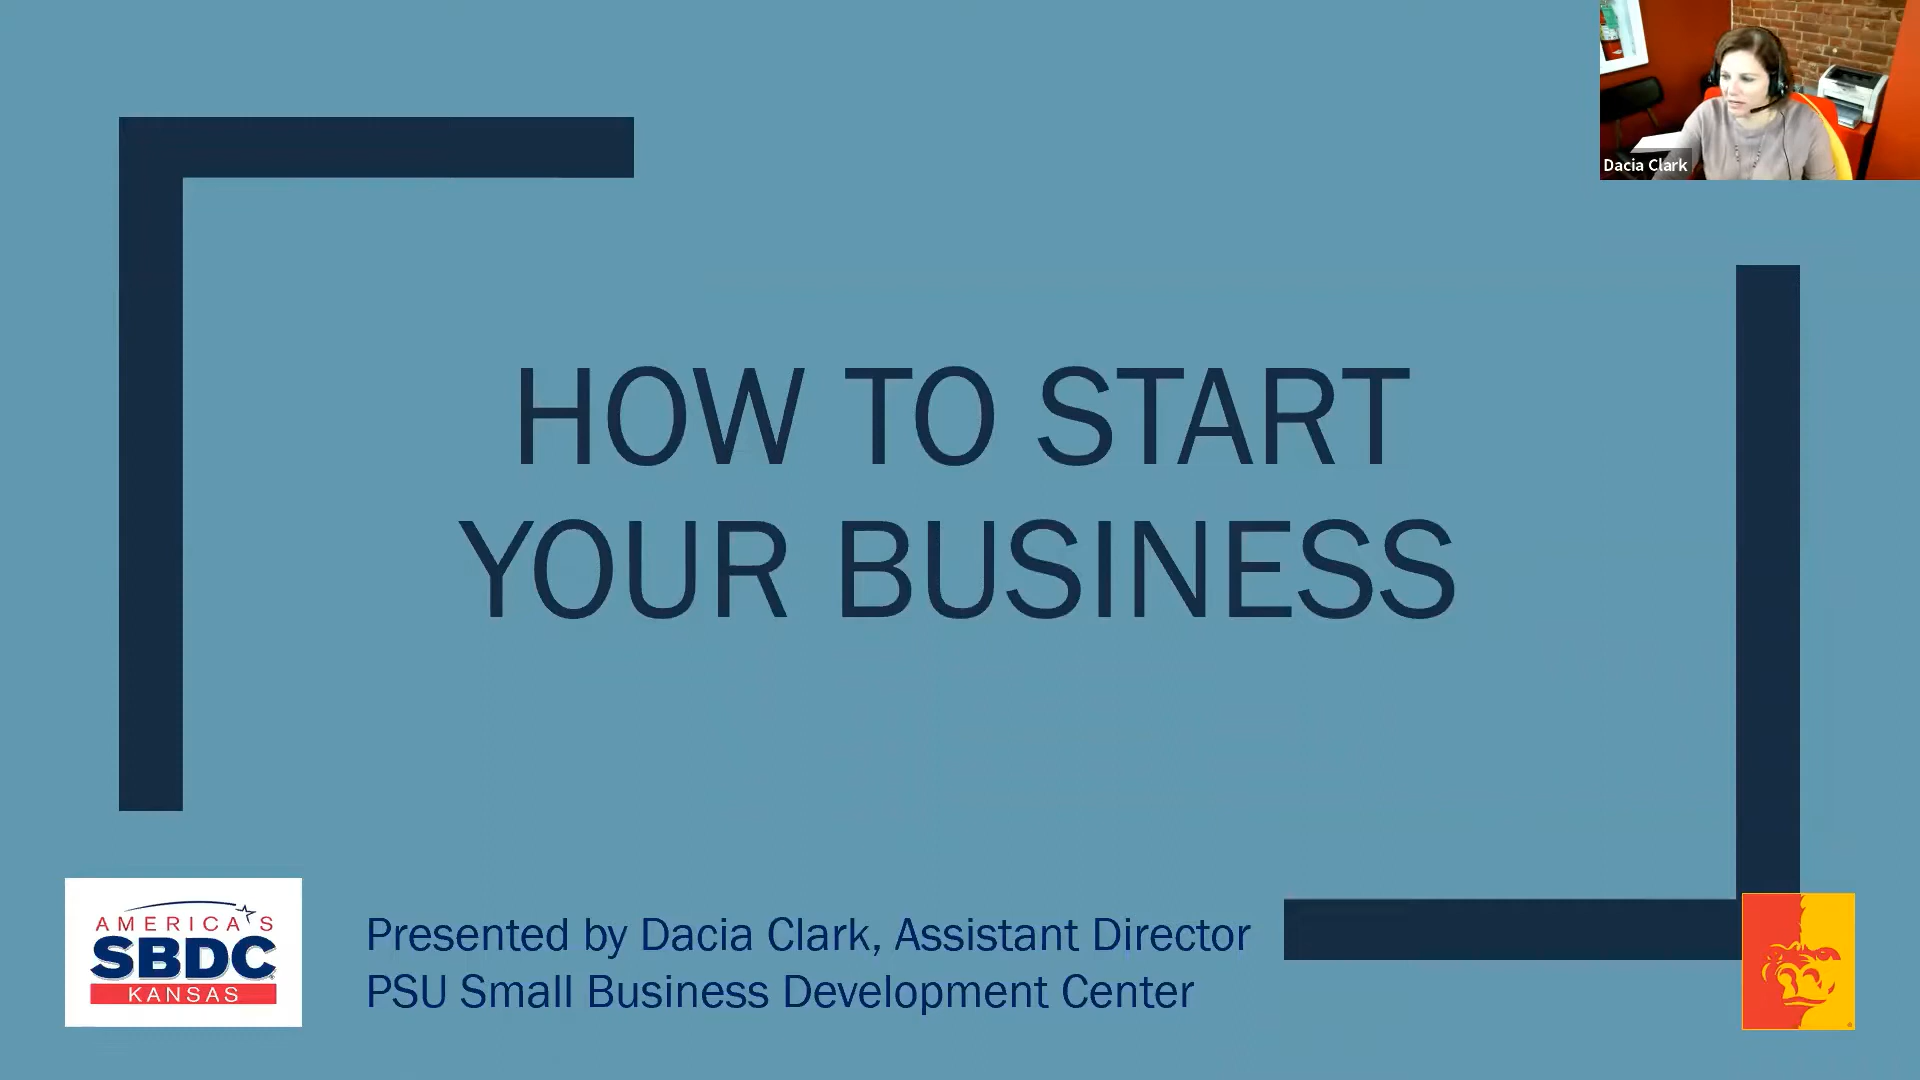 Dacia Clark
HOW TO START
YOUR BUSINESS
AMERICA'S
SBDC
KANSAS
Presented by Dacia Clark, Assistant Director
PSU Small Business Development Center